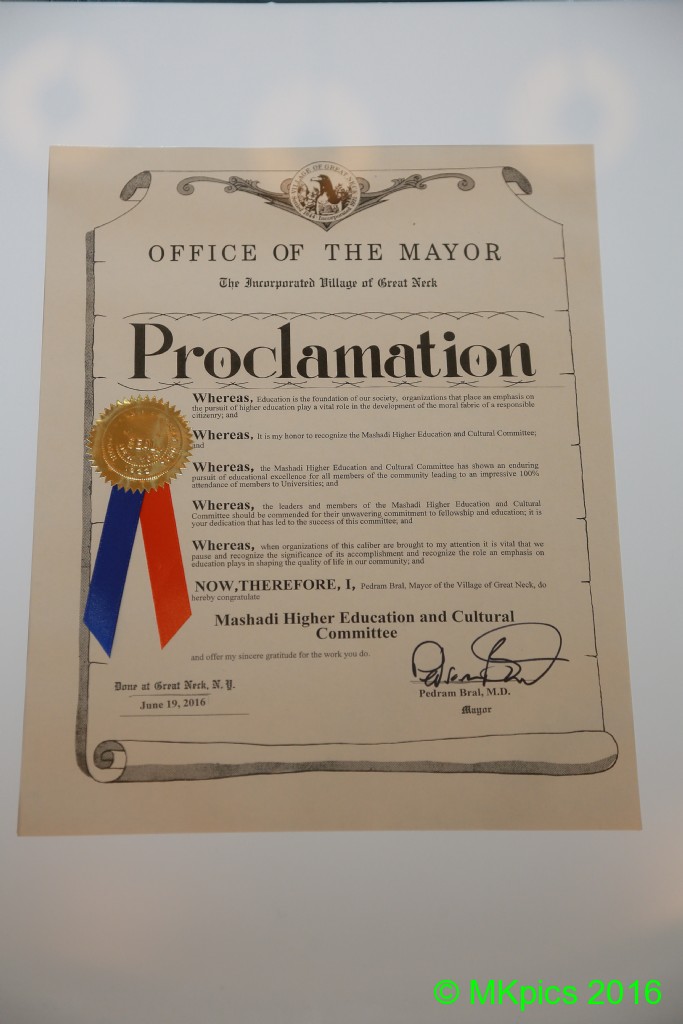 VILLAGE OF GREAT NECK
OFFICE OF THE MAYOR
The Incorporated Village of Great Neck
Proclamation
Whereas, Education is the foundation of our society, organizations that place an emphasis on
the pursuit of higher education play a vital role in the development of the moral fabric of a responsible
citizenry; and
Whereas, It is my honor to recognize the Mashadi Higher Education and Cultural Committee;
and
Whereas, the Mashadi Higher Education and Cultural Committee has shown an enduring
pursuit of educational excellence for all members of the community leading to an impressive 100%
attendance of members to Universities; and
Whereas, the leaders and members of the Mashadi Higher Education and Cultural
Committee should be commended for their unwavering commitment to fellowship and education; it is
your dedication that has led to the success of this committee; and
Whereas, when organizations of this caliber are brought to my attention it is vital that we
pause and recognize the significance of its accomplishment and recognize the role an emphasis on
education plays in shaping the quality of life in our community; and
NOW,THEREFORE, I, Pedram Bral, Mayor of the Village of Great Neck, do
hereby congratulate
Mashadi Higher Education and Cultural
Committee
and offer my sincere gratitude for the work you do.
Done at Great Neck, N. Y.
June 19, 2016
Pedram Bral, M.D.
Mayor
SEAL
© MKpics 2016